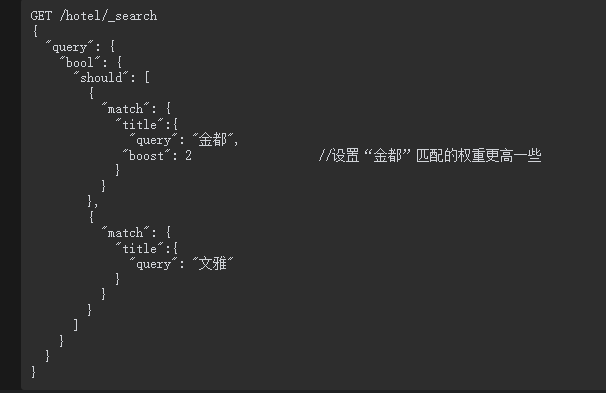 GET /hotel/_search
{
  "query": {
    "bool": {
      "should": [
        {
          "match": {
            "title":{
              "query": "金都",
             "boost": 2                  //设置“金都”匹配的权重更高一些
            }
          }
        },
        {
          "match": {
            "title":{
              "query": "文雅"
            }
          }
        }
      ]
    }
  }
}